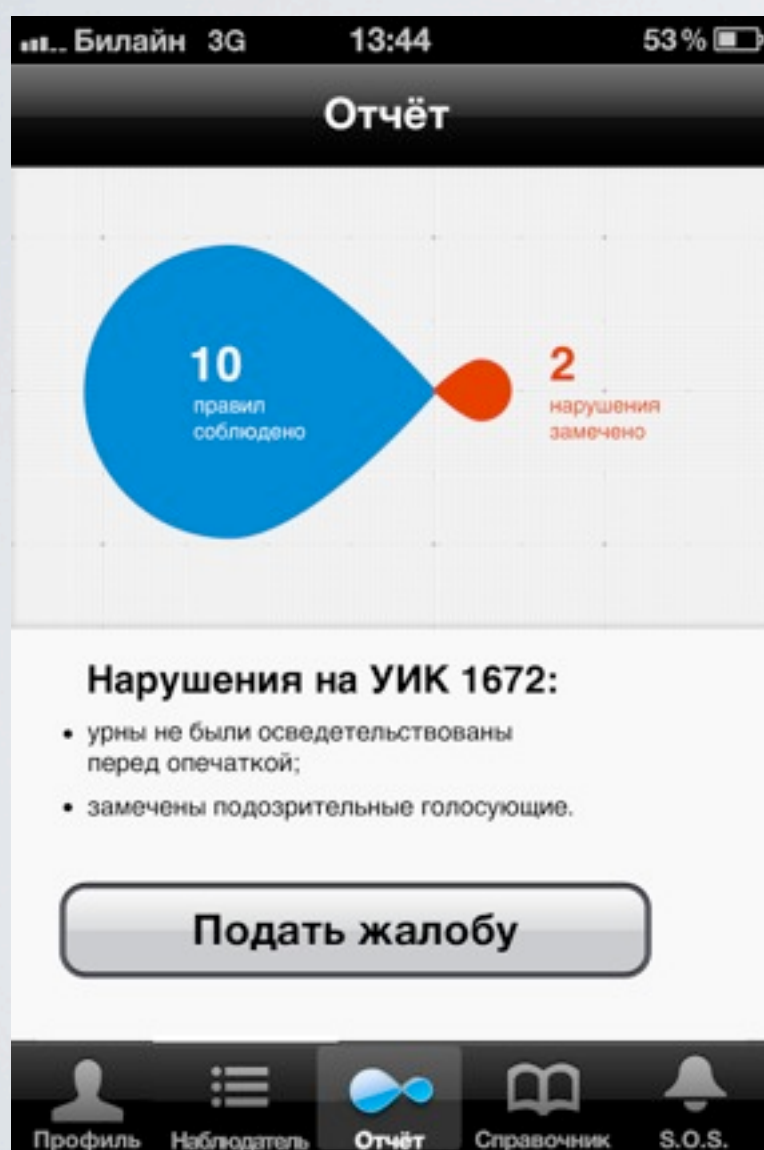 Билайн 3G 13:44 53%
Отчёт
10
правил
соблюдено
2
нарушения
замечено
Нарушения на УИК 1672:
• урны не были осведетельствованы
перед опечаткой;
• замечены подозрительные голосующие.
Подать жалобу
Профиль Наблюдатель Отчёт Справочник S.O.S.